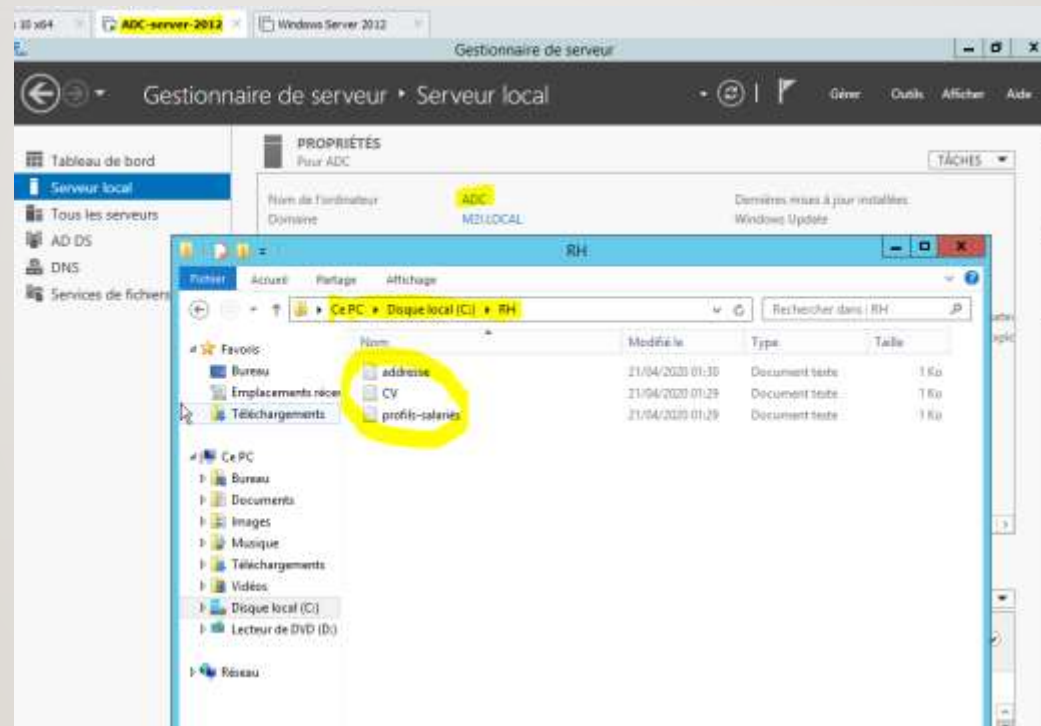 10 x64
ADC-server-2012
Windows Server 2012
Gestionnaire de serveur
Gestionnaire de serveur • Serveur local
Gérer Outils Afficher Aide
Tableau de bord
Serveur local
Tous les serveurs
AD DS
DNS
Services de fichiers
PROPRIÉTÉS
Pour ADC
TÂCHES
Nom de l'ordinateur ADC
Domaine M2I.LOCAL
Dernières mises à jour installées
Windows Update
RH
Fichier Accueil Partage Affichage
Ce PC Disque local (C:) RH
Rechercher dans : RH
Nom Modifié le Type Taille
addresse 21/04/2020 01:30 Document texte 1 Ko
CV 21/04/2020 01:29 Document texte 1 Ko
profils-salariés 21/04/2020 01:29 Document texte 1 Ko
Favoris
Bureau
Emplacements récen
Téléchargements
Ce PC
Bureau
Documents
Images
Musique
Téléchargements
Vidéos
Disque local (C:)
Lecteur de DVD (D:)
Réseau